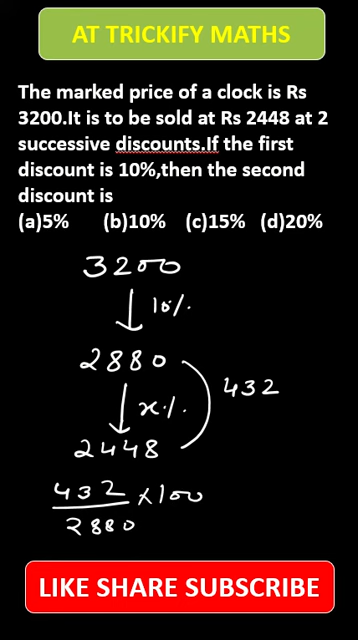 AT TRICKIFY MATHS
The marked price of a clock is Rs
3200.It is to be sold at Rs 2448 at 2
successive discounts.If the first
discount is 10%,then the second
discount is
(a)5% (b)10% (c)15% (d)20%
3200
10%
2880
432
x%
2448
432/2880 × 100
LIKE SHARE SUBSCRIBE